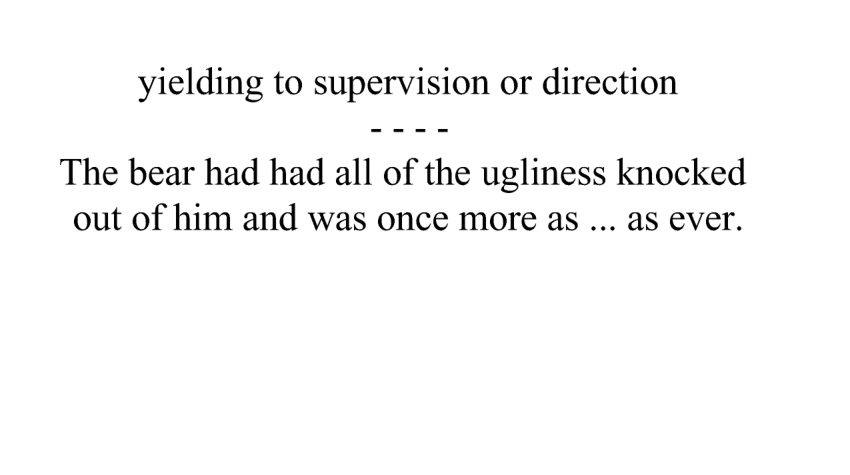 yielding to supervision or direction
- - - -
The bear had had all of the ugliness knocked
out of him and was once more as ... as ever.